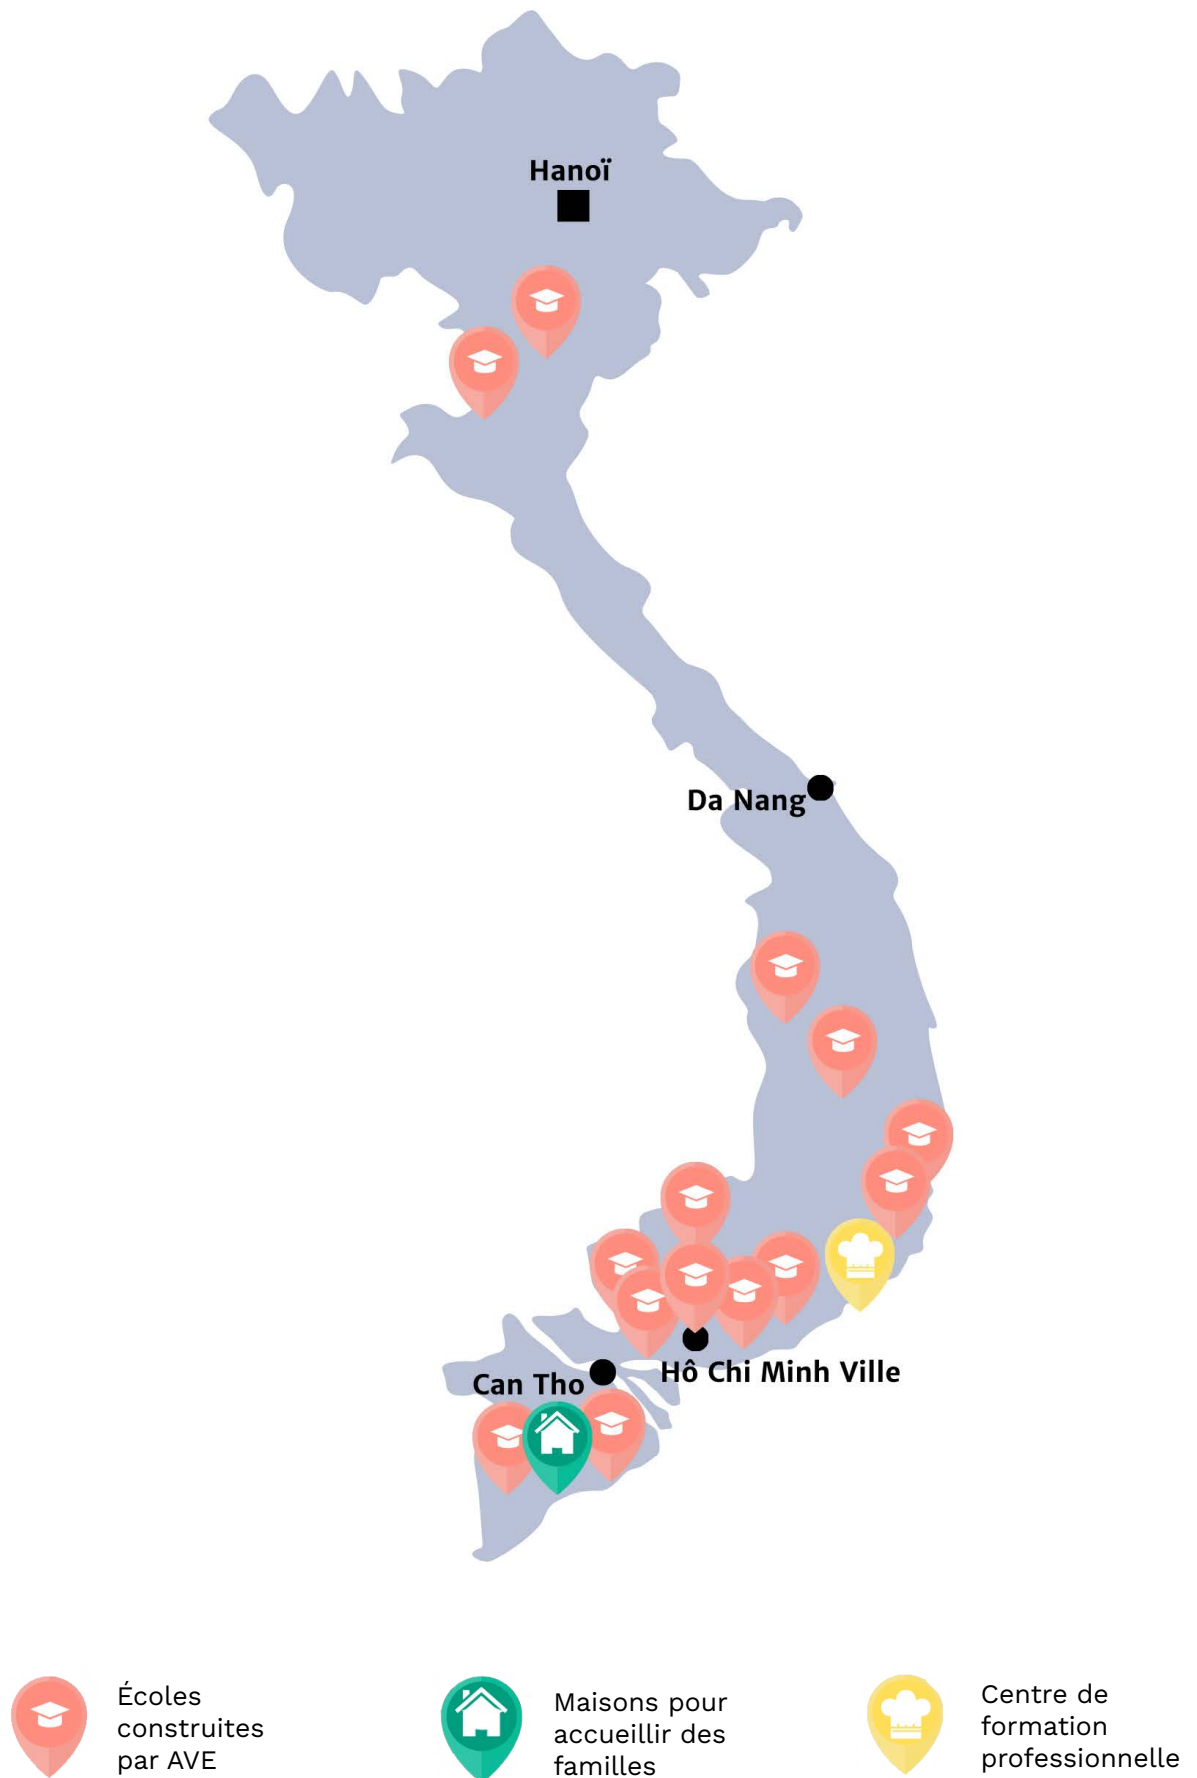 Hanoï
Da Nang
Hô Chi Minh Ville
Can Tho
Écoles
construites
par AVE
Maisons pour
accueillir des
familles
Centre de
formation
professionnelle